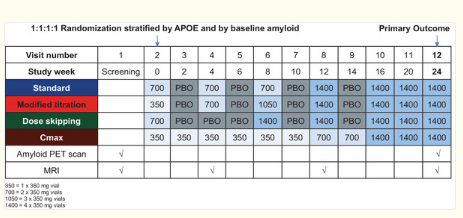 1:1:1:1 Randomization stratified by APOE and by baseline amyloid Primary Outcome
Visit number 1 2 3 4 5 6 7 8 9 10 11 12
Study week Screening 0 2 4 6 8 10 12 14 16 20 24
Standard 700 PBO 700 PBO 700 PBO 1400 PBO 1400 1400 1400
Modified titration 350 PBO 700 PBO 1050 PBO 1400 PBO 1400 1400 1400
Dose skipping 700 PBO PBO PBO 1400 PBO 1400 PBO 1400 1400 1400
Cmax 350 350 350 350 350 350 700 700 1400 1400 1400
Amyloid PET scan √ √
MRI √ √ √ √
350 = 1 x 350 mg vial
700 = 2 x 350 mg vials
1050 = 3 x 350 mg vials
1400 = 4 x 350 mg vials